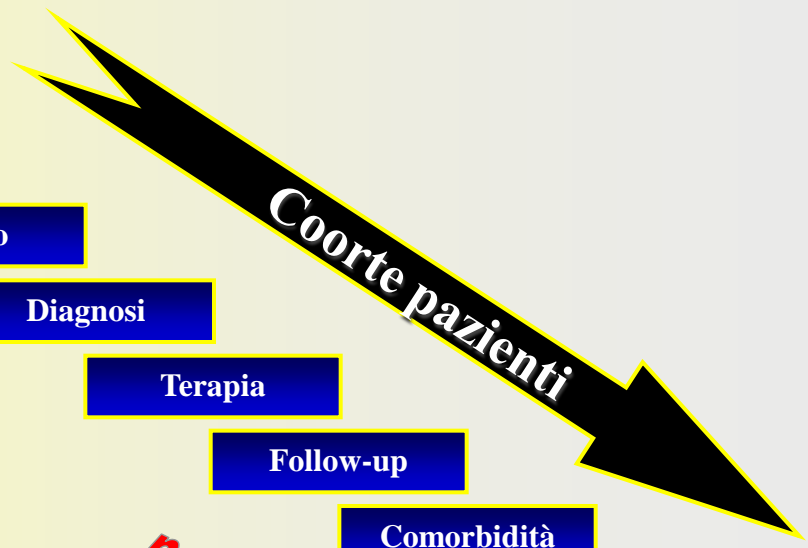 Coorte pazienti
Diagnosi
Terapia
Follow-up
Comorbidità